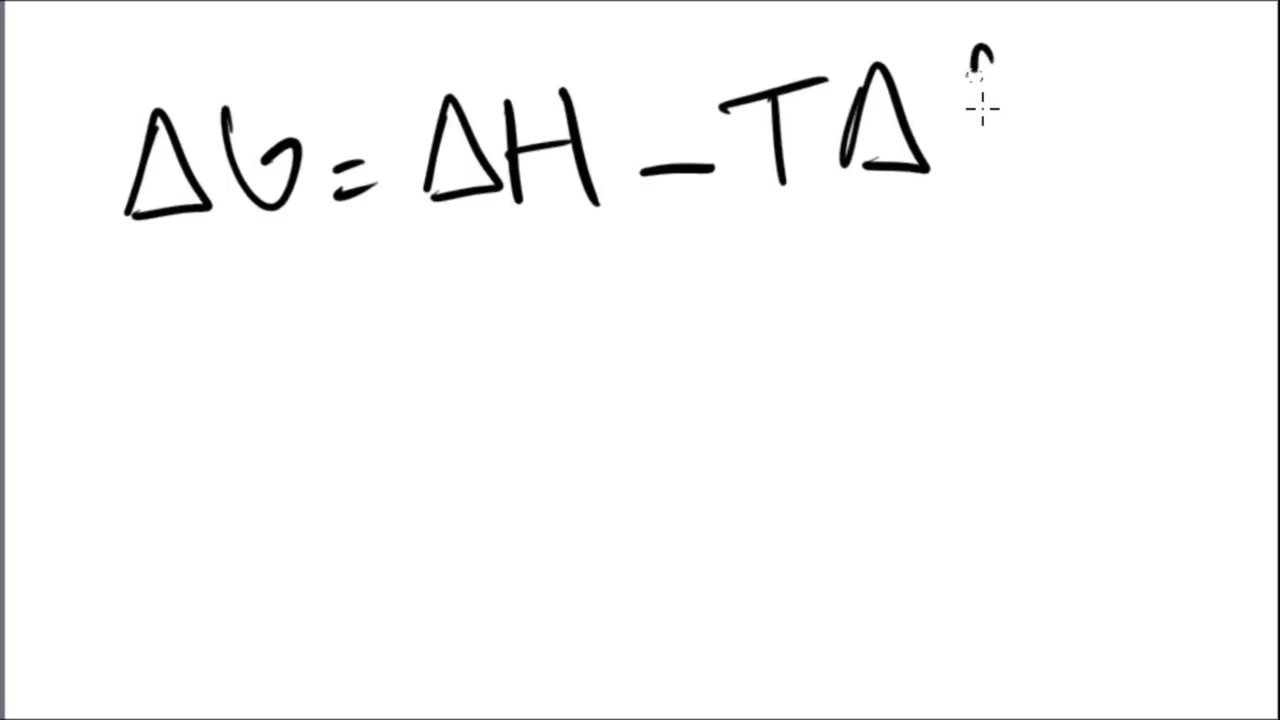 ΔG = ΔH - TΔ